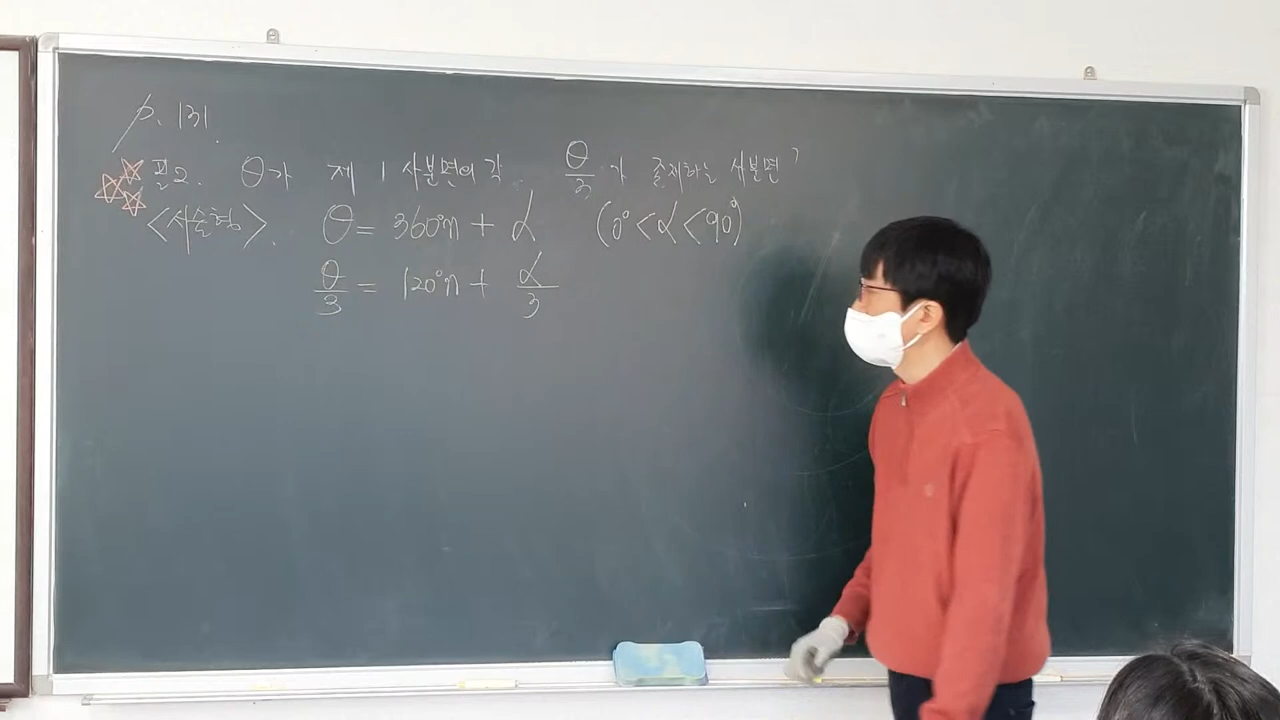 p. 131.
필2. θ가 제 1 사분면의 각 θ/3 가 존재하는 사분면?
<서술형>. θ = 360°n + α (0° < α < 90°)
θ/3 = 120°n + α/3